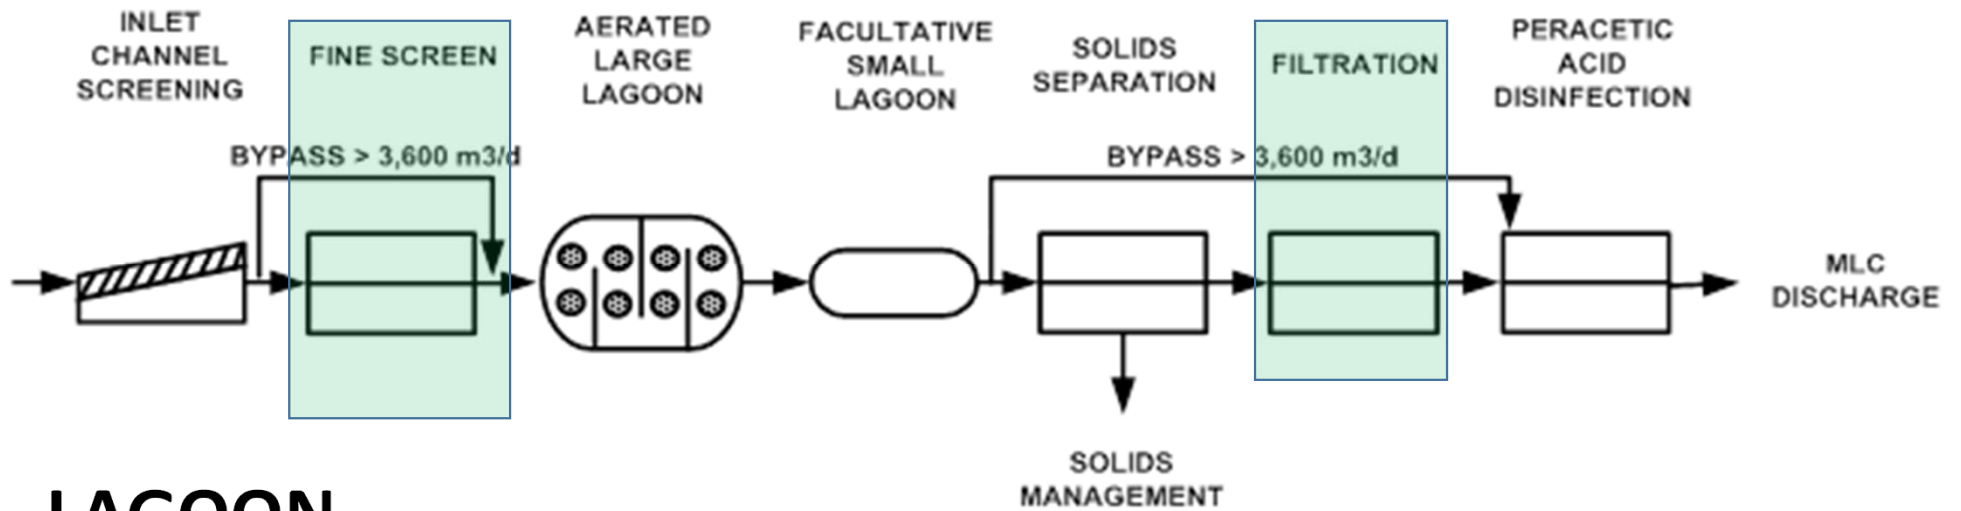 INLET
CHANNEL
SCREENING
FINE SCREEN
AERATED
LARGE
LAGOON
FACULTATIVE
SMALL
LAGOON
SOLIDS
SEPARATION
FILTRATION
PERACETIC
ACID
DISINFECTION
BYPASS > 3,600 m3/d
BYPASS > 3,600 m3/d
MLC
DISCHARGE
SOLIDS
MANAGEMENT
LAGOON